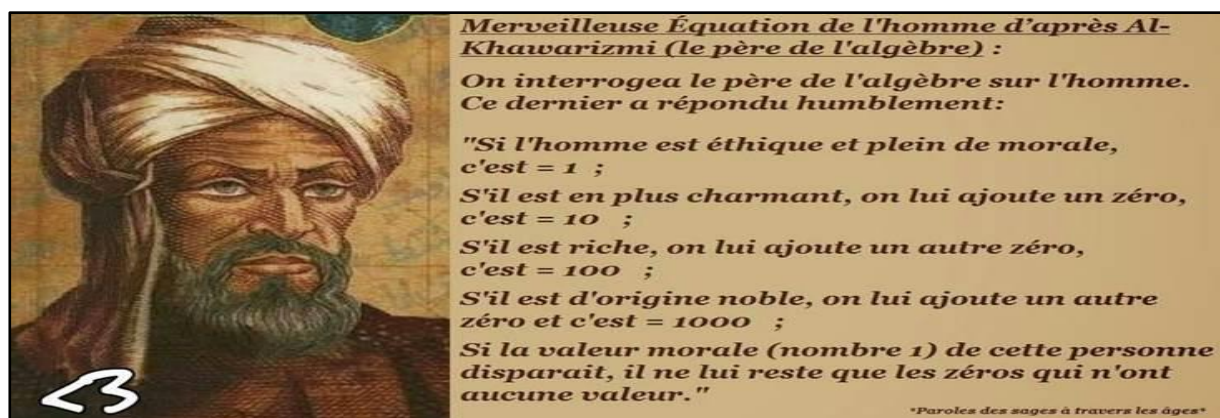 Merveilleuse Équation de l'homme d'après Al-
Khawarizmi (le père de l'algèbre) :
On interrogea le père de l'algèbre sur l'homme.
Ce dernier a répondu humblement:
"Si l'homme est éthique et plein de morale,
c'est = 1 ;
S'il est en plus charmant, on lui ajoute un zéro,
c'est = 10 ;
S'il est riche, on lui ajoute un autre zéro,
c'est = 100 ;
S'il est d'origine noble, on lui ajoute un autre
zéro et c'est = 1000 ;
Si la valeur morale (nombre 1) de cette personne
disparait, il ne lui reste que les zéros qui n'ont
aucune valeur."
*Paroles des sages à travers les âges*